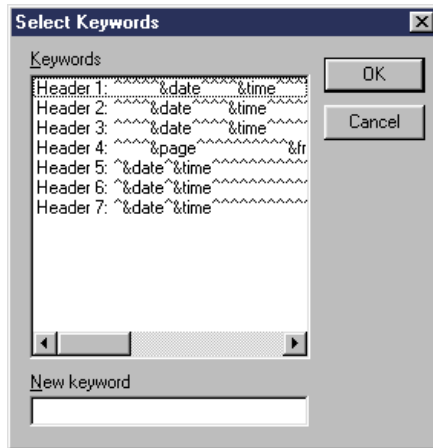 Select Keywords
Keywords
Header 1: ^^^^^&date^^^^&time^^^^
Header 2: ^^^^&date^^^^&time^^^^^
Header 3: ^^^^&date^^^^&time^^^^^
Header 4: ^^^^&page^^^^^^^^^^&fr
Header 5: ^&date^&time^^^^^^^^^^
Header 6: ^&date^&time^^^^^^^^^^
Header 7: ^&date^&time^^^^^^^^^^
New keyword
OK
Cancel